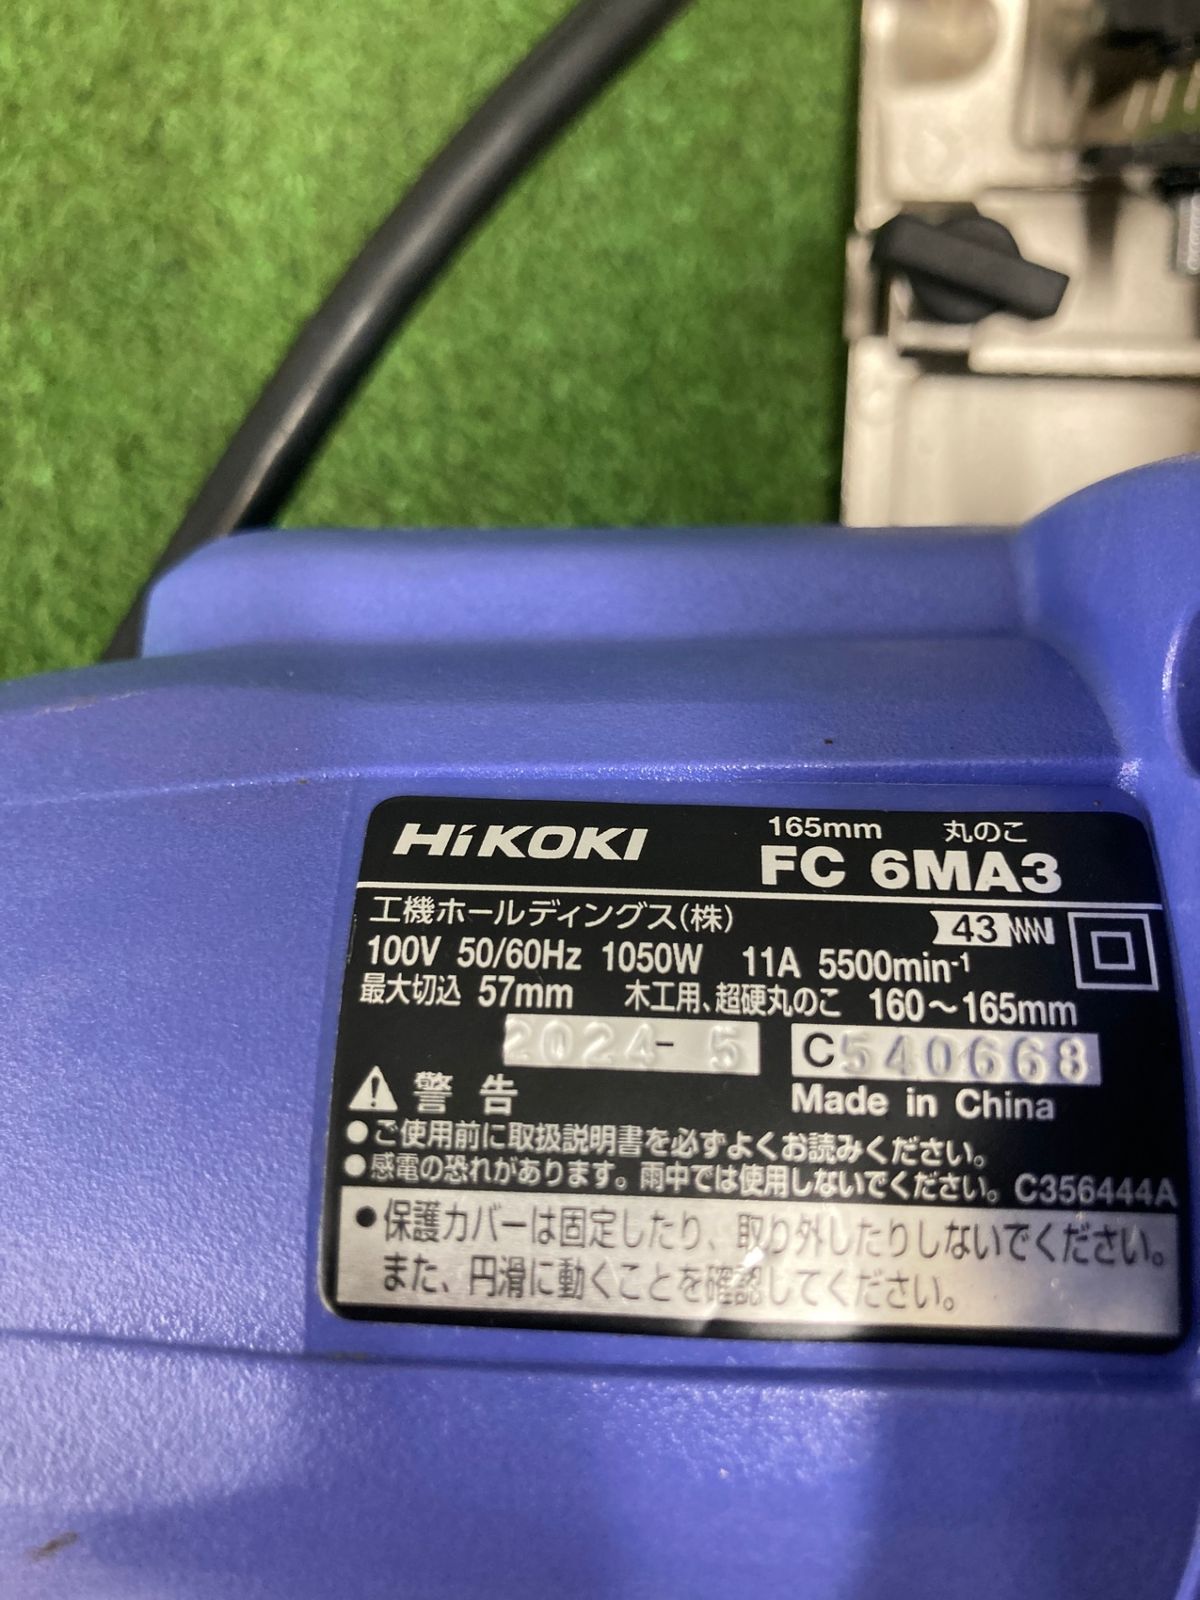 HiKOKI
165mm 丸のこ
FC 6MA3
工機ホールディングス(株)
43
100V 50/60Hz 1050W 11A 5500min-1
最大切込 57mm 木工用、超硬丸のこ 160～165mm
2024- 5 C540668
Made in China
警告
●ご使用前に取扱説明書を必ずよくお読みください。
●感電の恐れがあります。雨中では使用しないでください。 C356444A
●保護カバーは固定したり、取り外したりしないでください。
また、円滑に動くことを確認してください。